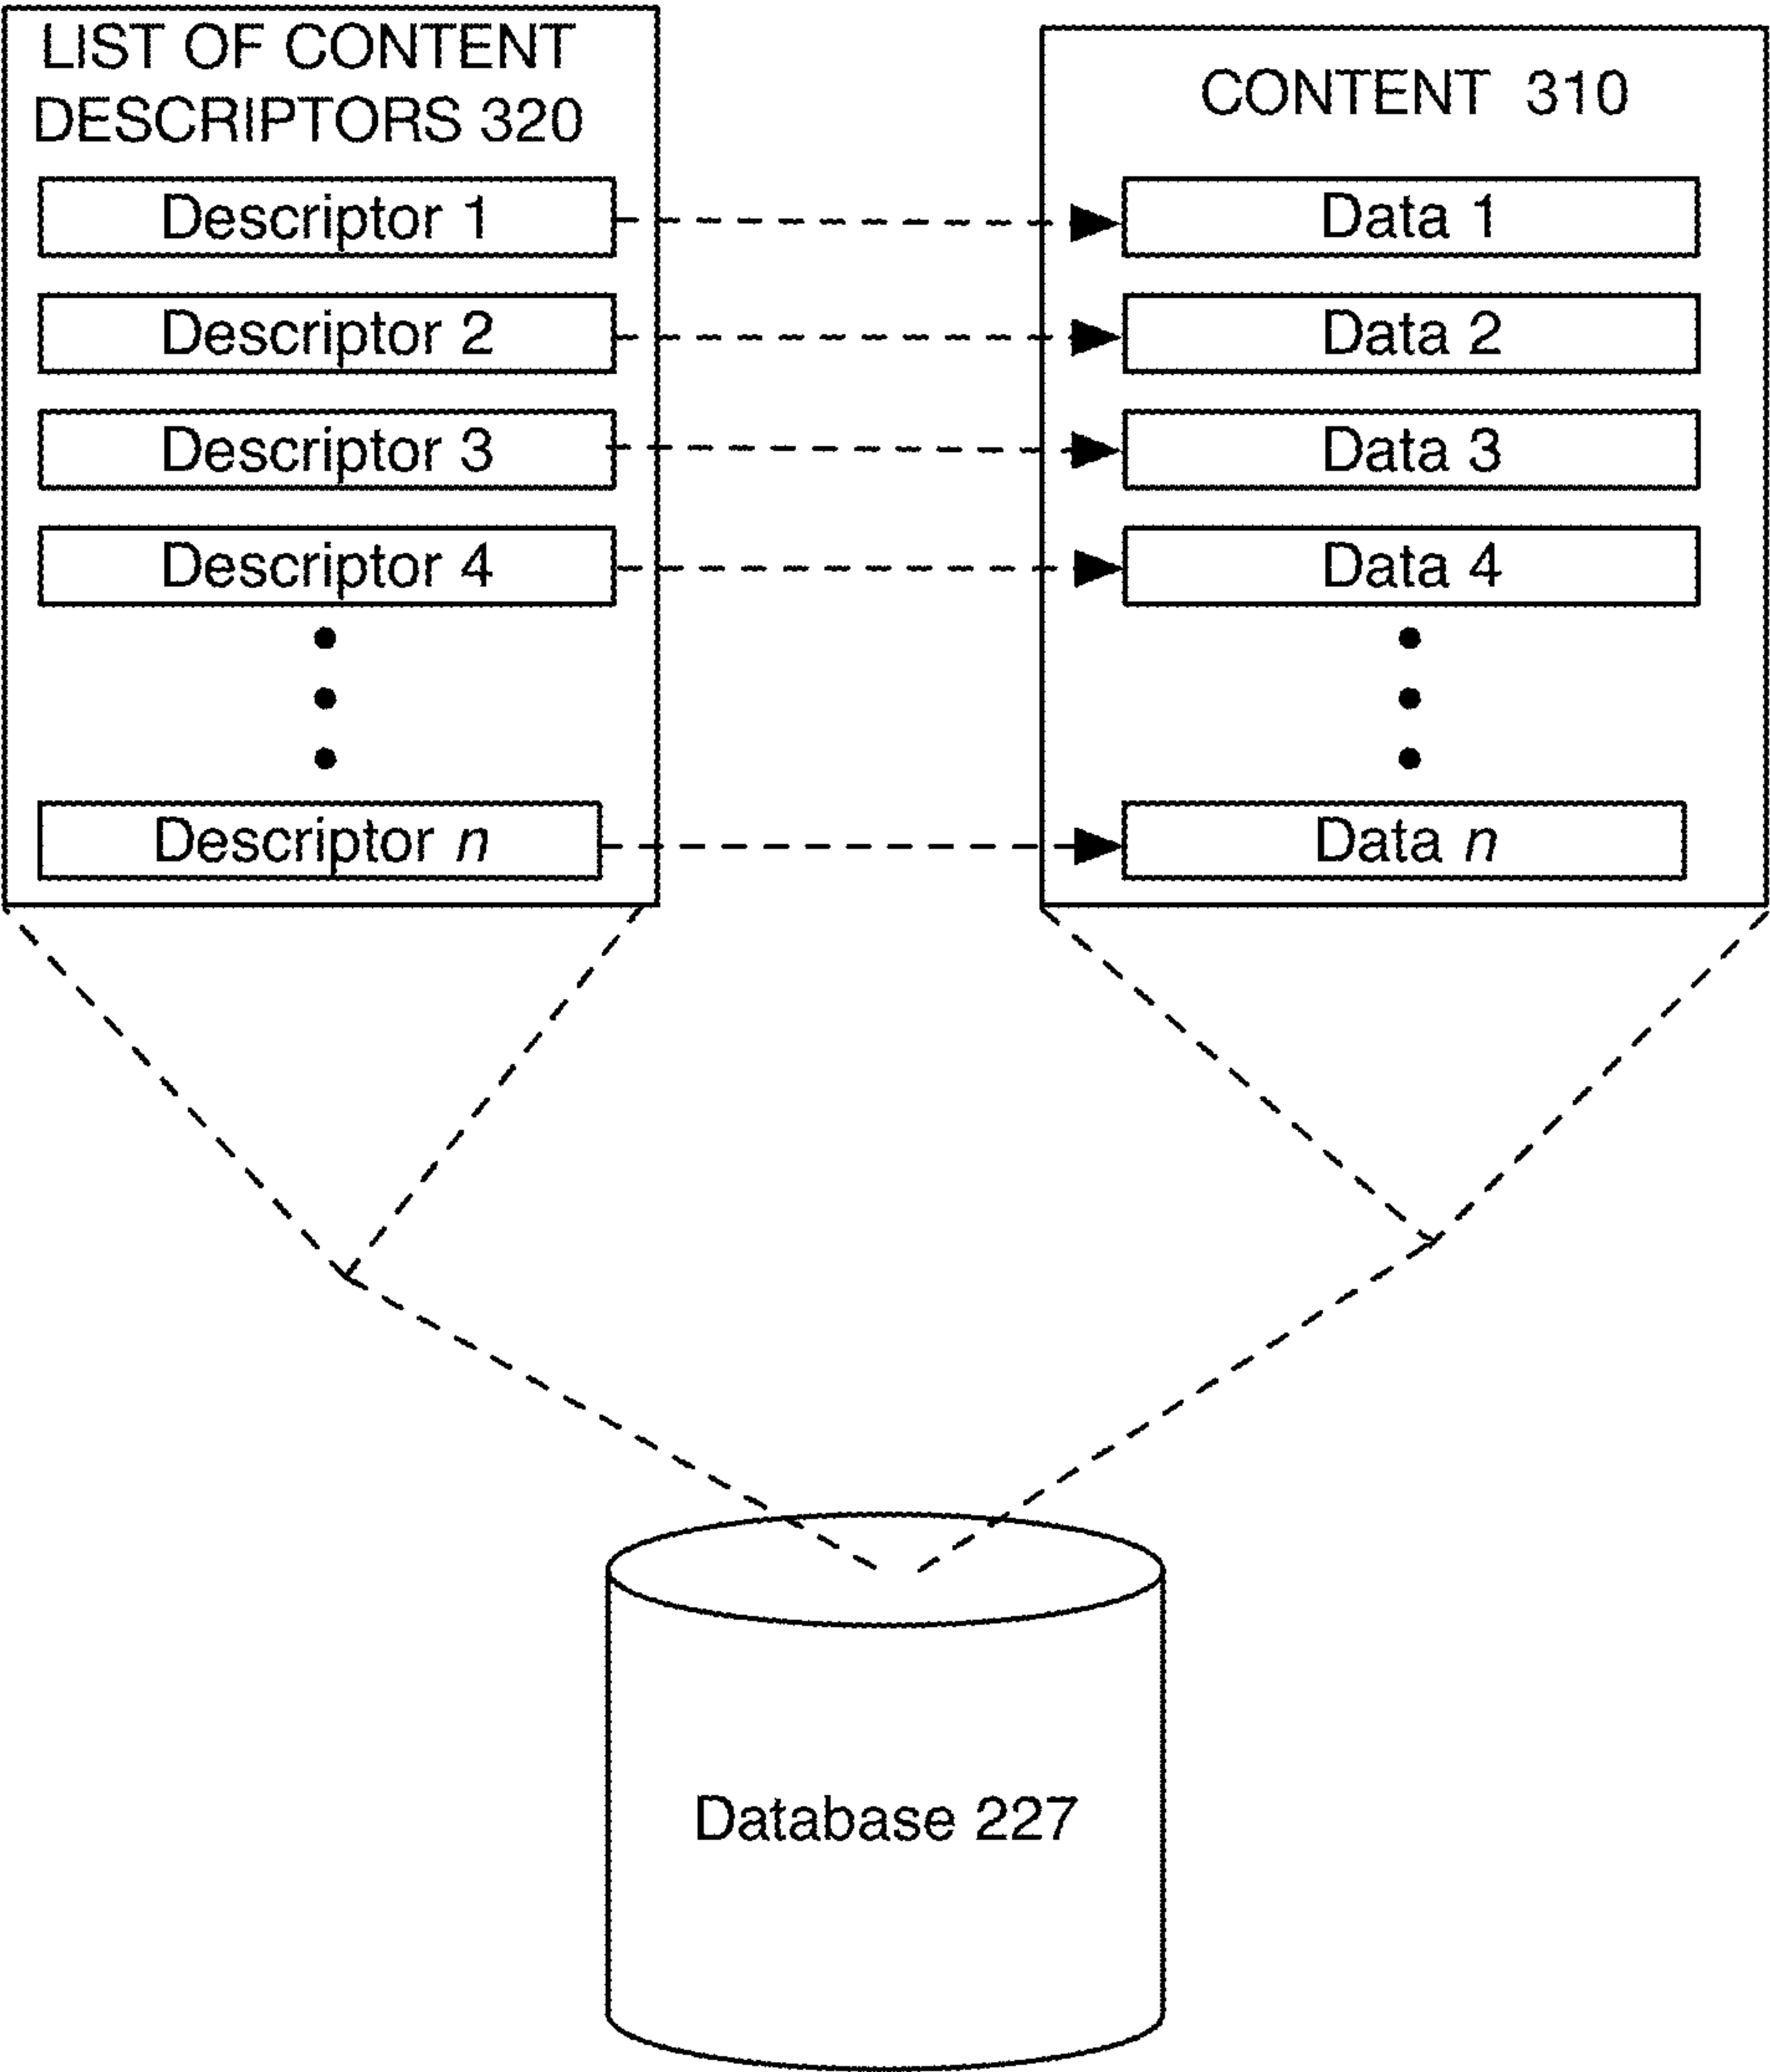 LIST OF CONTENT
DESCRIPTORS 320
Descriptor 1
Descriptor 2
Descriptor 3
Descriptor 4
Descriptor n
CONTENT 310
Data 1
Data 2
Data 3
Data 4
Data n
Database 227